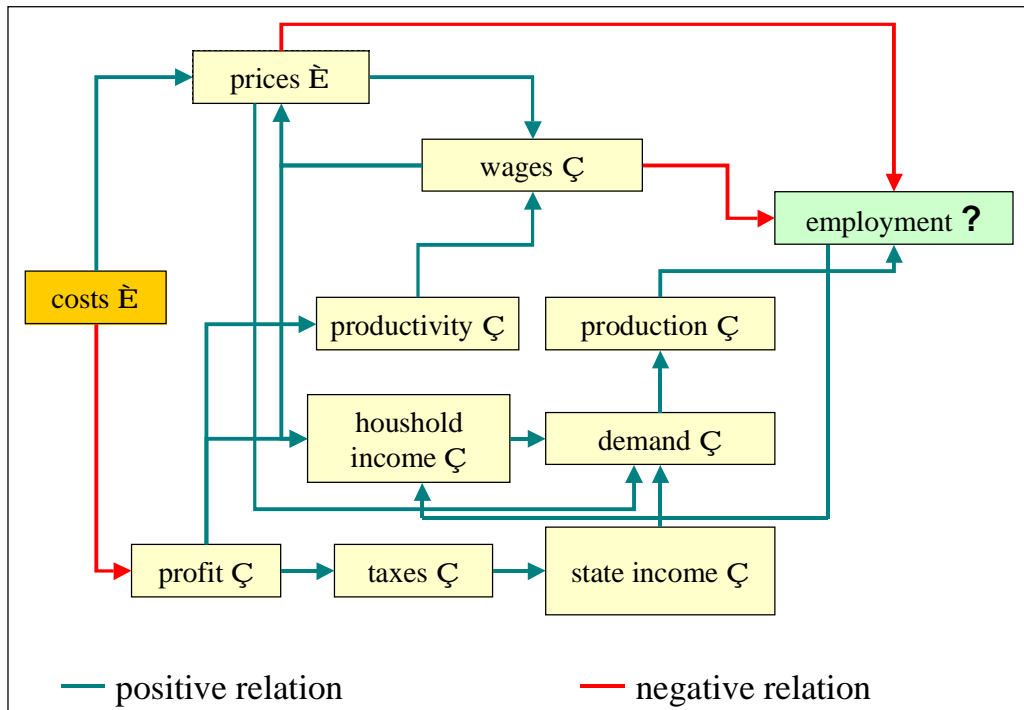 prices È
wages Ç
employment ?
costs È
productivity Ç
production Ç
houshold
income Ç
demand Ç
profit Ç
taxes Ç
state income Ç
positive relation
negative relation